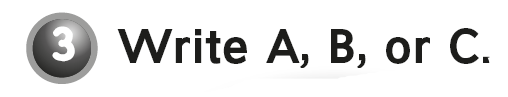 3 Write A, B, or C.